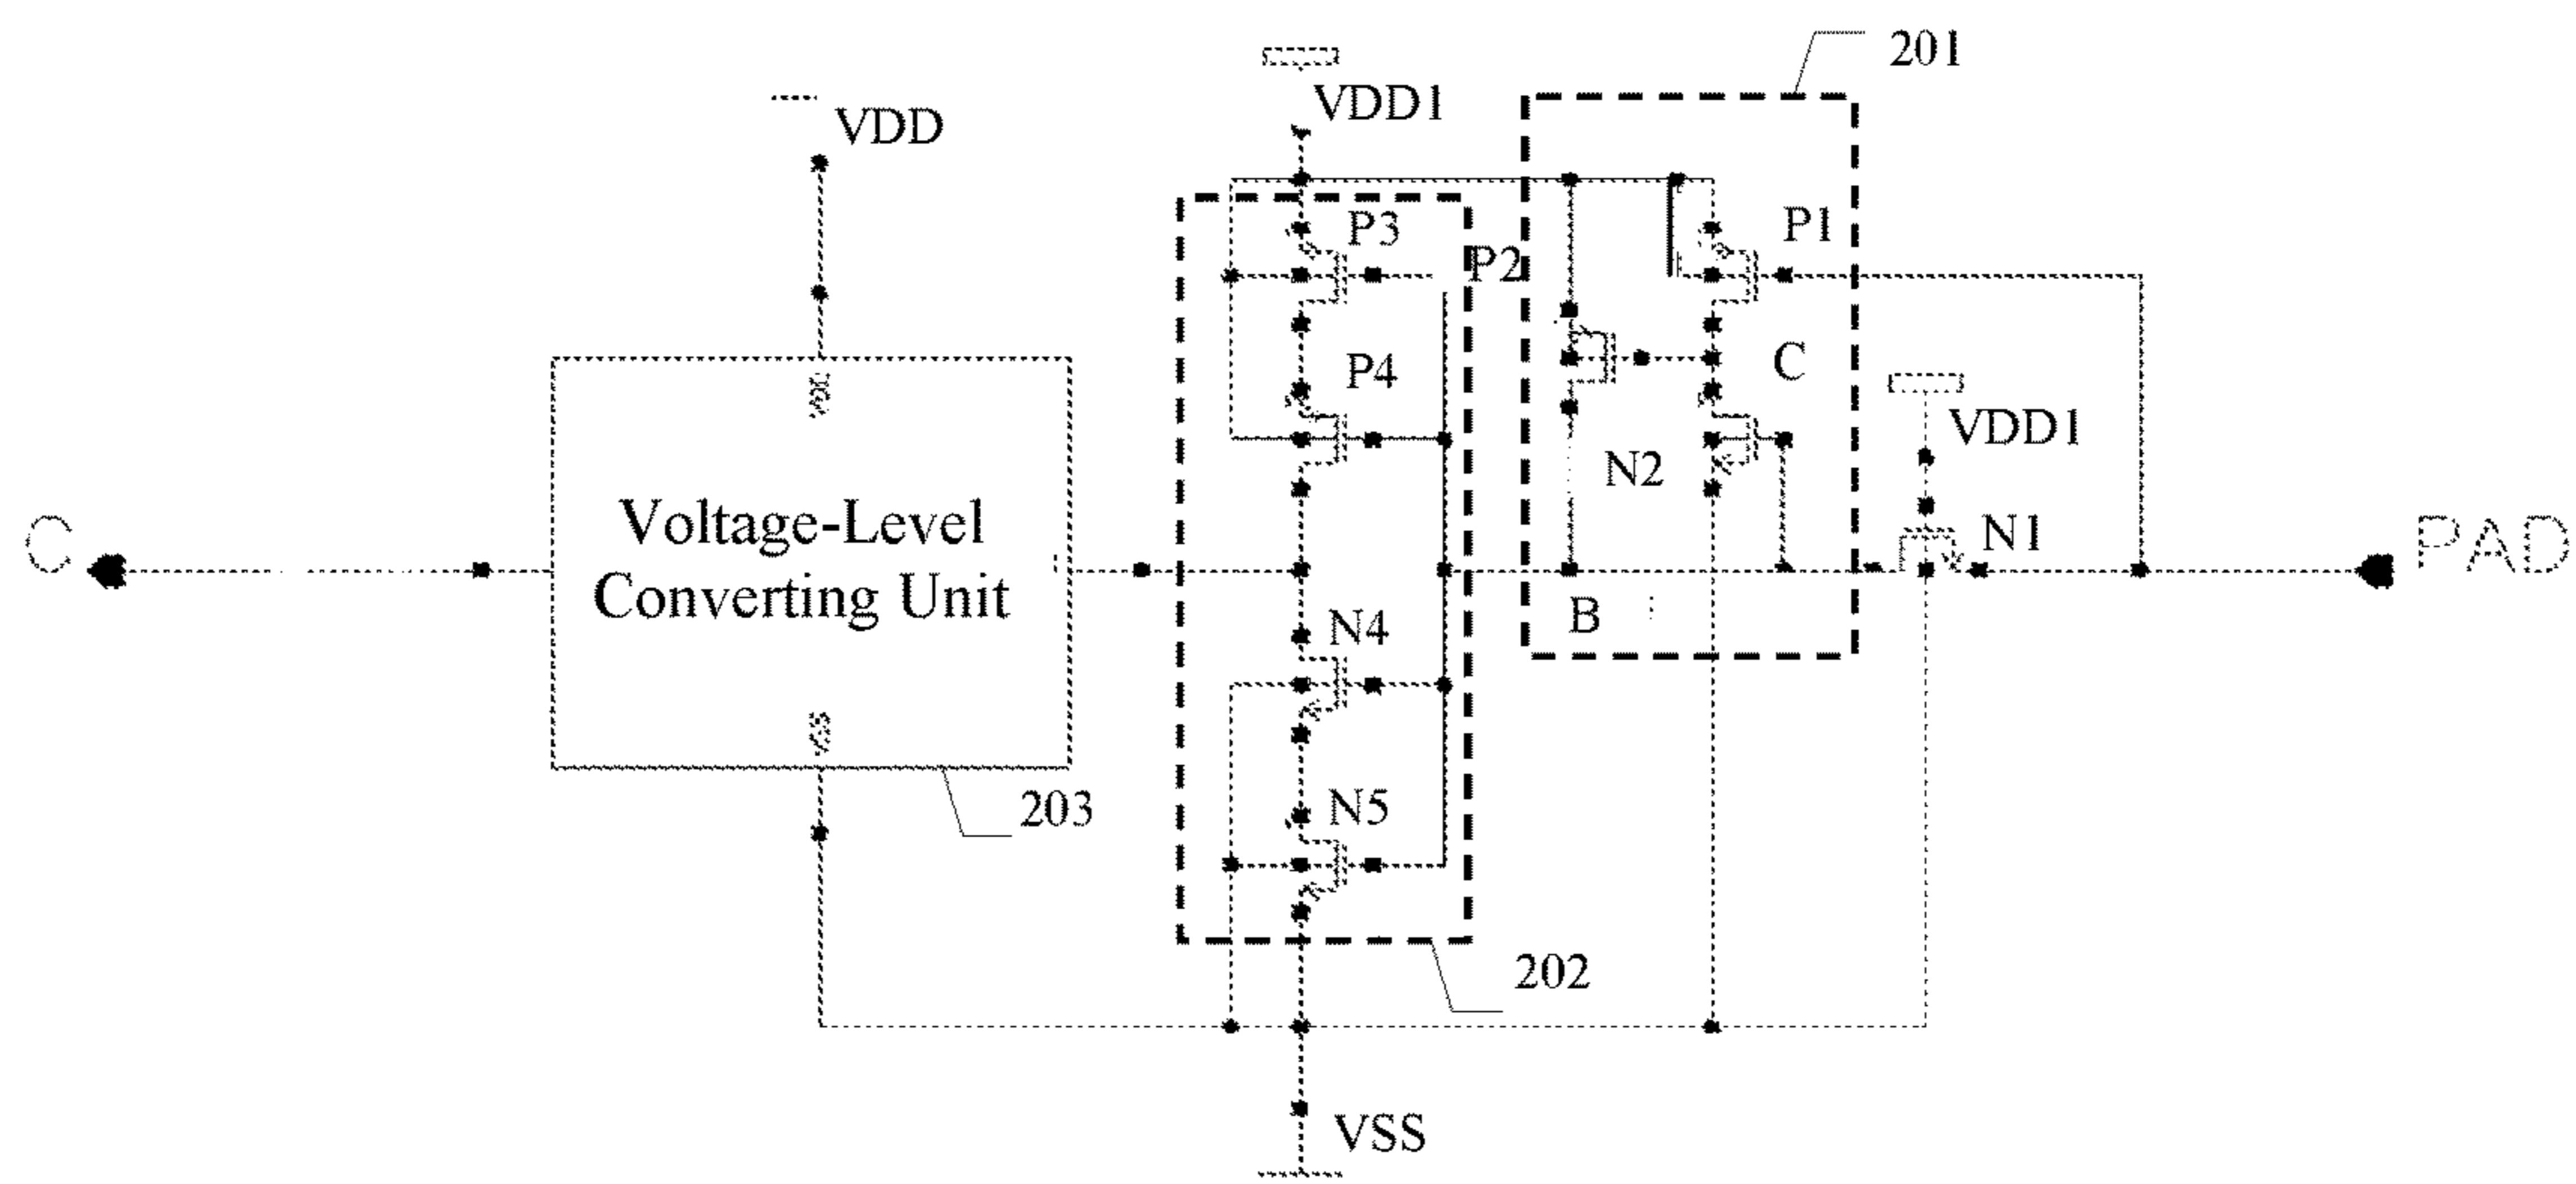 201
VDD1
VDD
P3
P2
P1
P4
C
VDD1
N2
Voltage-Level
Converting Unit
C
N1
PAD
B
N4
N5
203
202
VSS